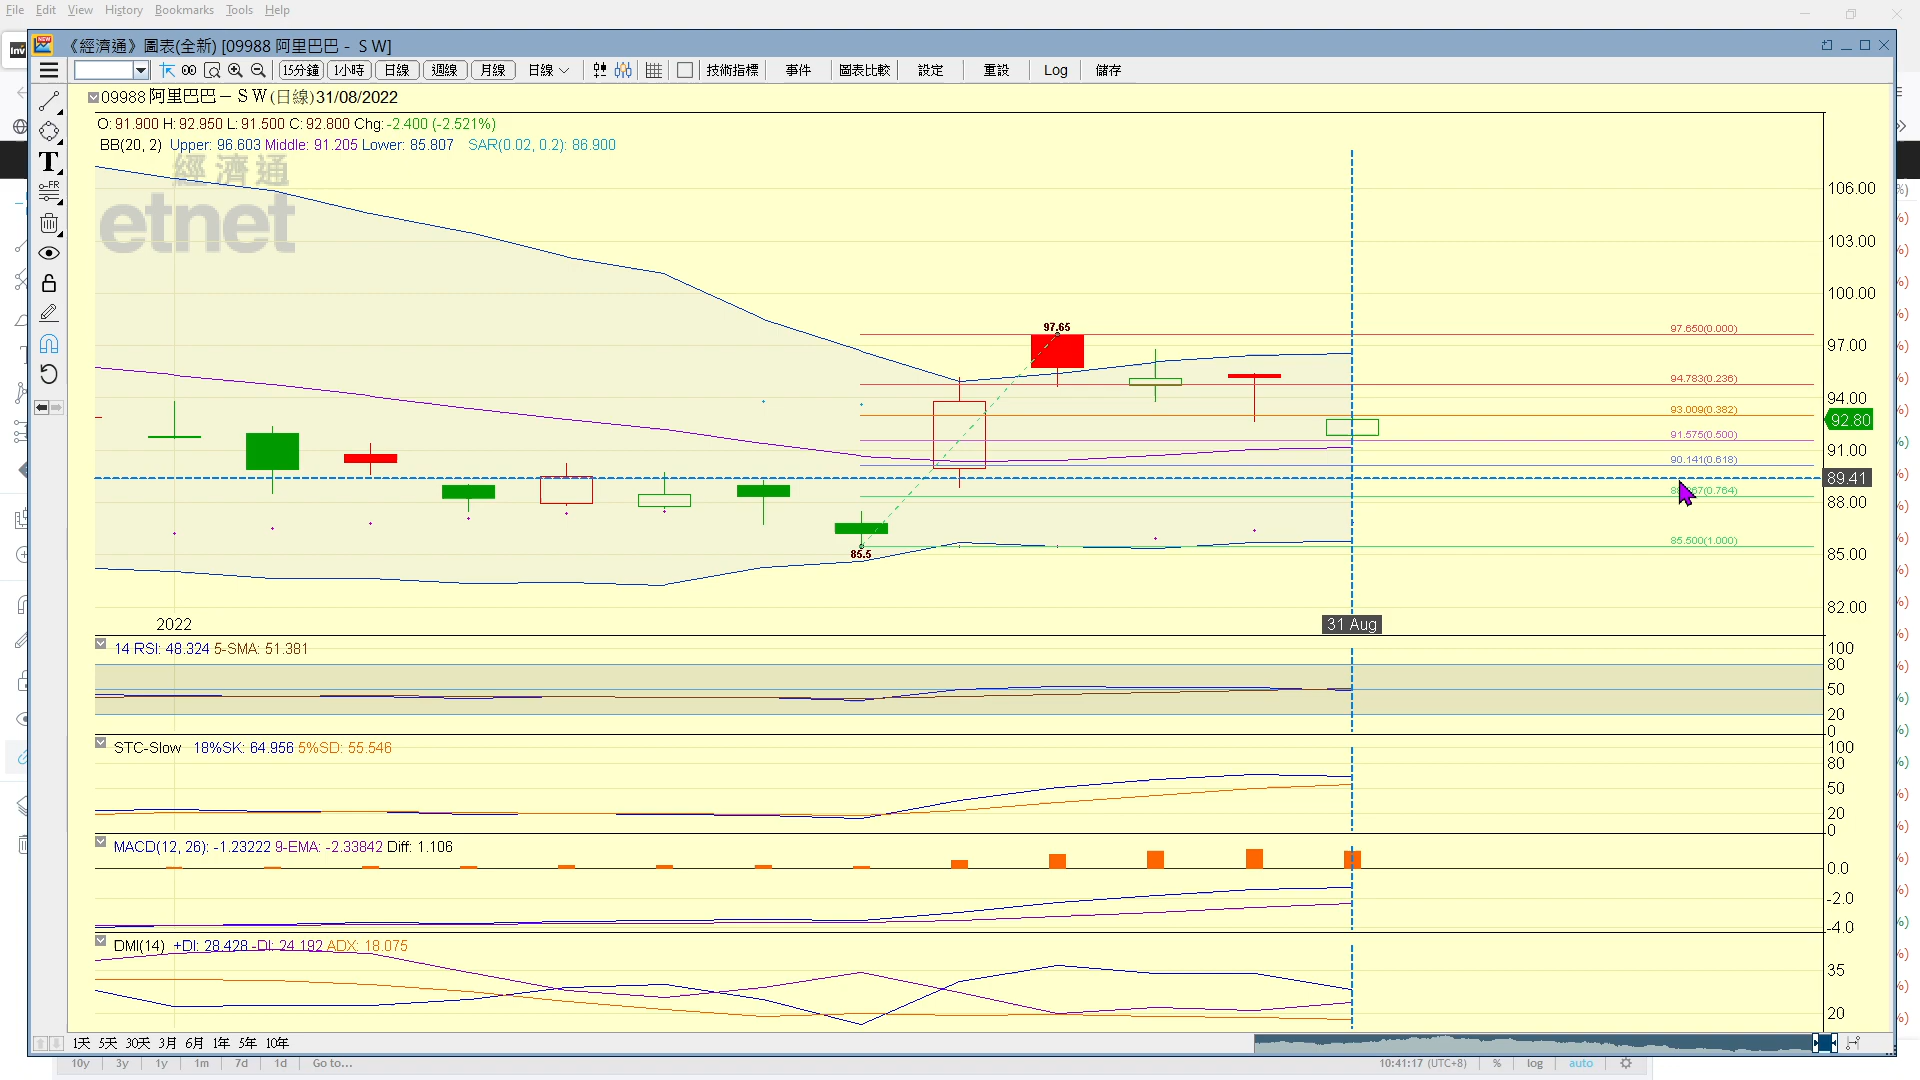 File Edit View History Bookmarks Tools Help
《經濟通》圖表(全新) [09988 阿里巴巴 - S W]
15分鐘 1小時 日線 週線 月線 日線 技術指標 事件 圖表比較 設定 重設 Log 儲存
09988阿里巴巴－ＳＷ(日線)31/08/2022
O: 91.900 H: 92.950 L: 91.500 C: 92.800 Chg: -2.400 (-2.521%)
BB(20, 2) Upper: 96.603 Middle: 91.205 Lower: 85.807 SAR(0.02, 0.2): 86.900
經濟通
etnet
106.00
103.00
100.00
97.65
97.650(0.000)
97.00
94.783(0.236)
94.00
93.009(0.382)
92.80
91.575(0.500)
91.00
90.141(0.618)
89.41
88.00
85.5
85.500(1.000)
85.00
82.00
2022
31 Aug
14 RSI: 48.324 5-SMA: 51.381
100
80
50
20
0
STC-Slow 18%SK: 64.956 5%SD: 55.546
100
80
50
20
0
MACD(12, 26): -1.23222 9-EMA: -2.33842 Diff: 1.106
0.0
-2.0
-4.0
DMI(14) +DI: 28.428 -DI: 24.192 ADX: 18.075
35
20
1天 5天 30天 3月 6月 1年 5年 10年
10y 3y 1y 1m 7d 1d Go to... 10:41:17 (UTC+8) % log auto